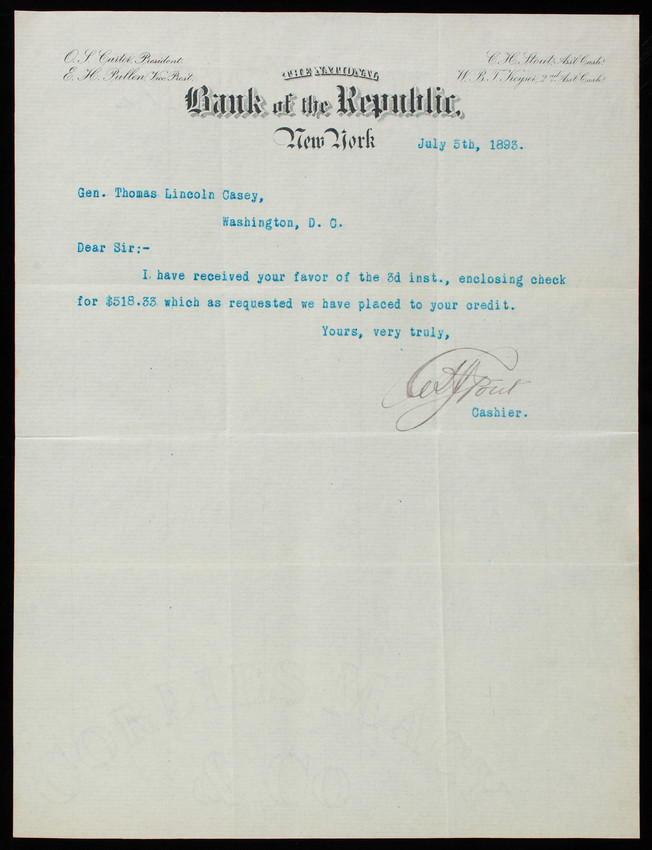 O. S. Carter, President.
E. H. Pullen, Vice Prest.
C. H. Stout, Asst. Cash.
W. B. T. Keyser, 2nd Asst. Cash.
THE NATIONAL
Bank of the Republic,
New York
July 5th, 1893.
Gen. Thomas Lincoln Casey,
Washington, D. C.
Dear Sir:-
I have received your favor of the 3d inst., enclosing check
for $518.33 which as requested we have placed to your credit.
Yours, very truly,
C. H. Stout
Cashier.